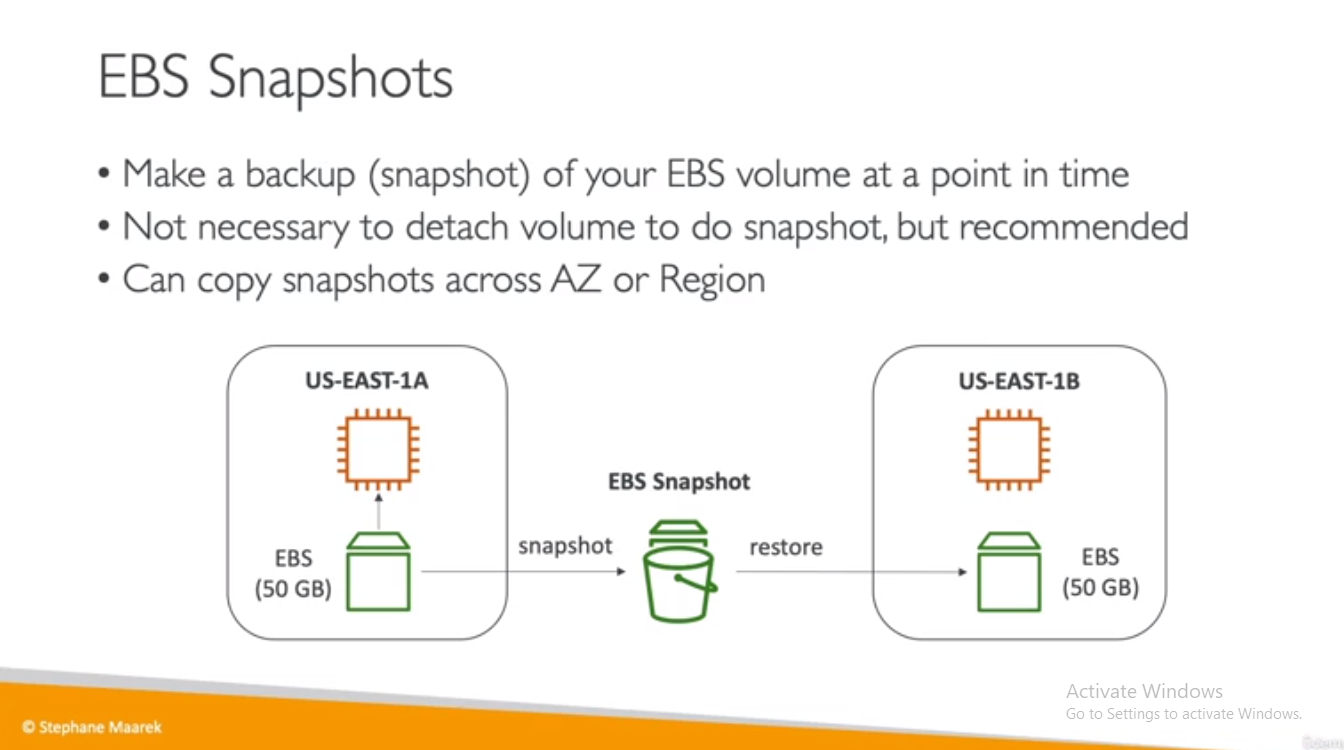 EBS Snapshots
• Make a backup (snapshot) of your EBS volume at a point in time
• Not necessary to detach volume to do snapshot, but recommended
• Can copy snapshots across AZ or Region
US-EAST-1A
US-EAST-1B
EBS Snapshot
snapshot
restore
EBS
(50 GB)
EBS
(50 GB)
Activate Windows
Go to Settings to activate Windows.
© Stephane Maarek